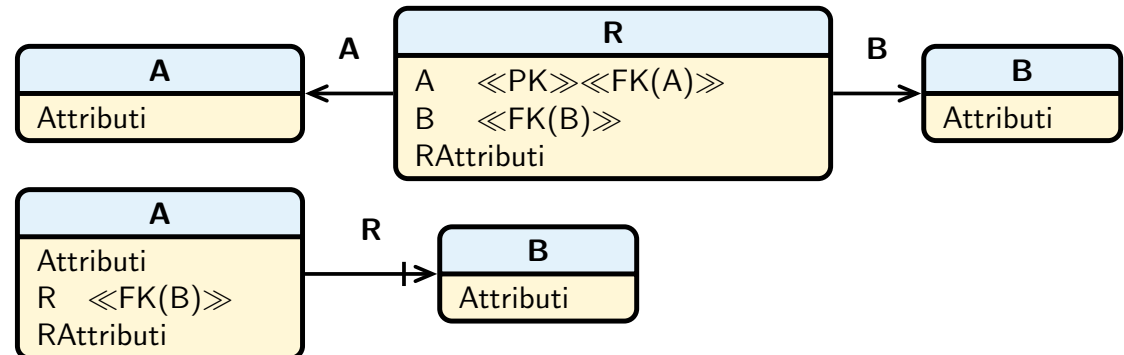 A
Attributi
A
R
A ≪PK≫≪FK(A)≫
B ≪FK(B)≫
RAttributi
B
B
Attributi
A
Attributi
R ≪FK(B)≫
RAttributi
R
B
Attributi